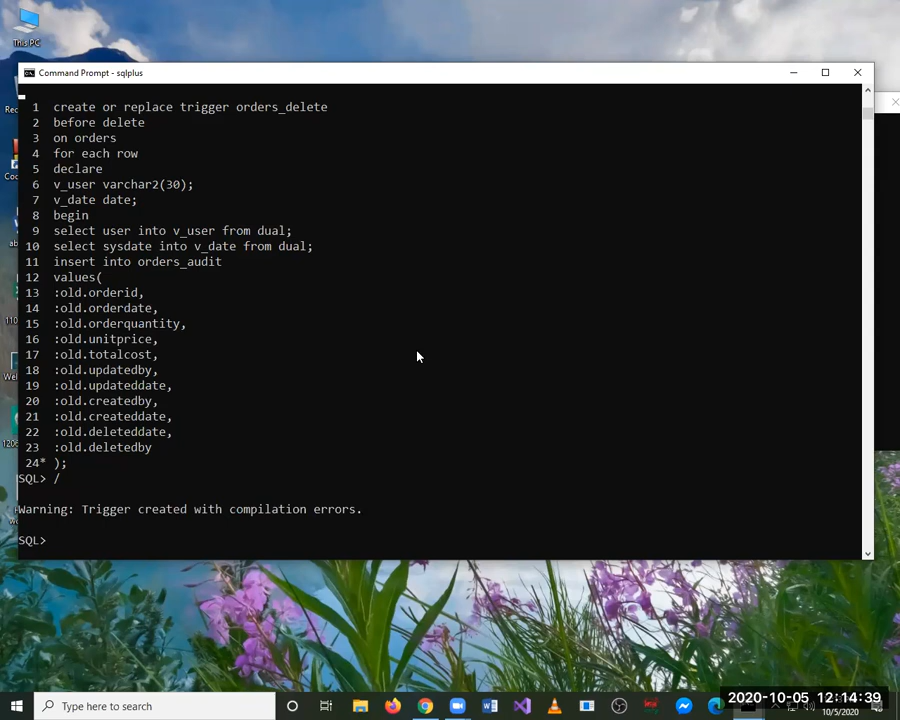 This PC
Command Prompt - sqlplus
1 create or replace trigger orders_delete
2 before delete
3 on orders
4 for each row
5 declare
6 v_user varchar2(30);
7 v_date date;
8 begin
9 select user into v_user from dual;
10 select sysdate into v_date from dual;
11 insert into orders_audit
12 values(
13 :old.orderid,
14 :old.orderdate,
15 :old.orderquantity,
16 :old.unitprice,
17 :old.totalcost,
18 :old.updatedby,
19 :old.updateddate,
20 :old.createdby,
21 :old.createddate,
22 :old.deleteddate,
23 :old.deletedby
24* );
SQL> /
Warning: Trigger created with compilation errors.
SQL>
Type here to search
2020-10-05 12:14:39
10/5/2020